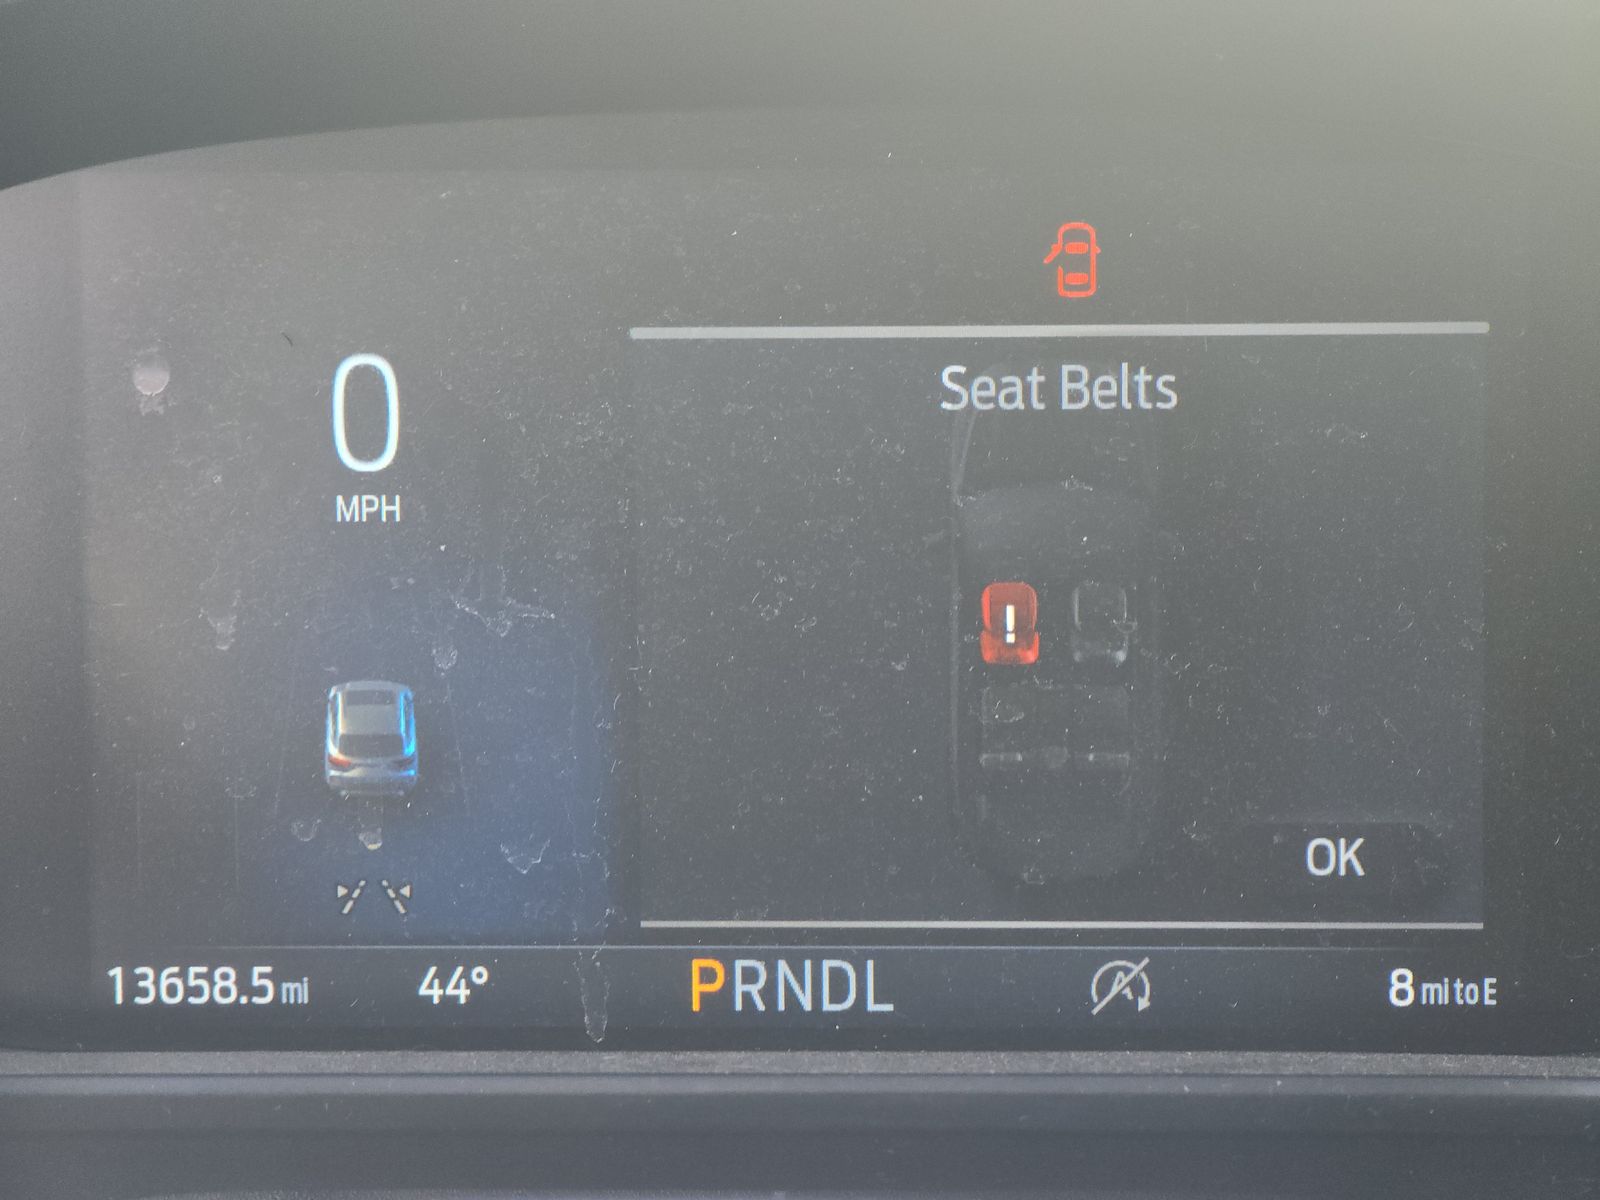 Seat Belts
0
MPH
!
OK
13658.5 mi 44° PRNDL A 8 mi to E